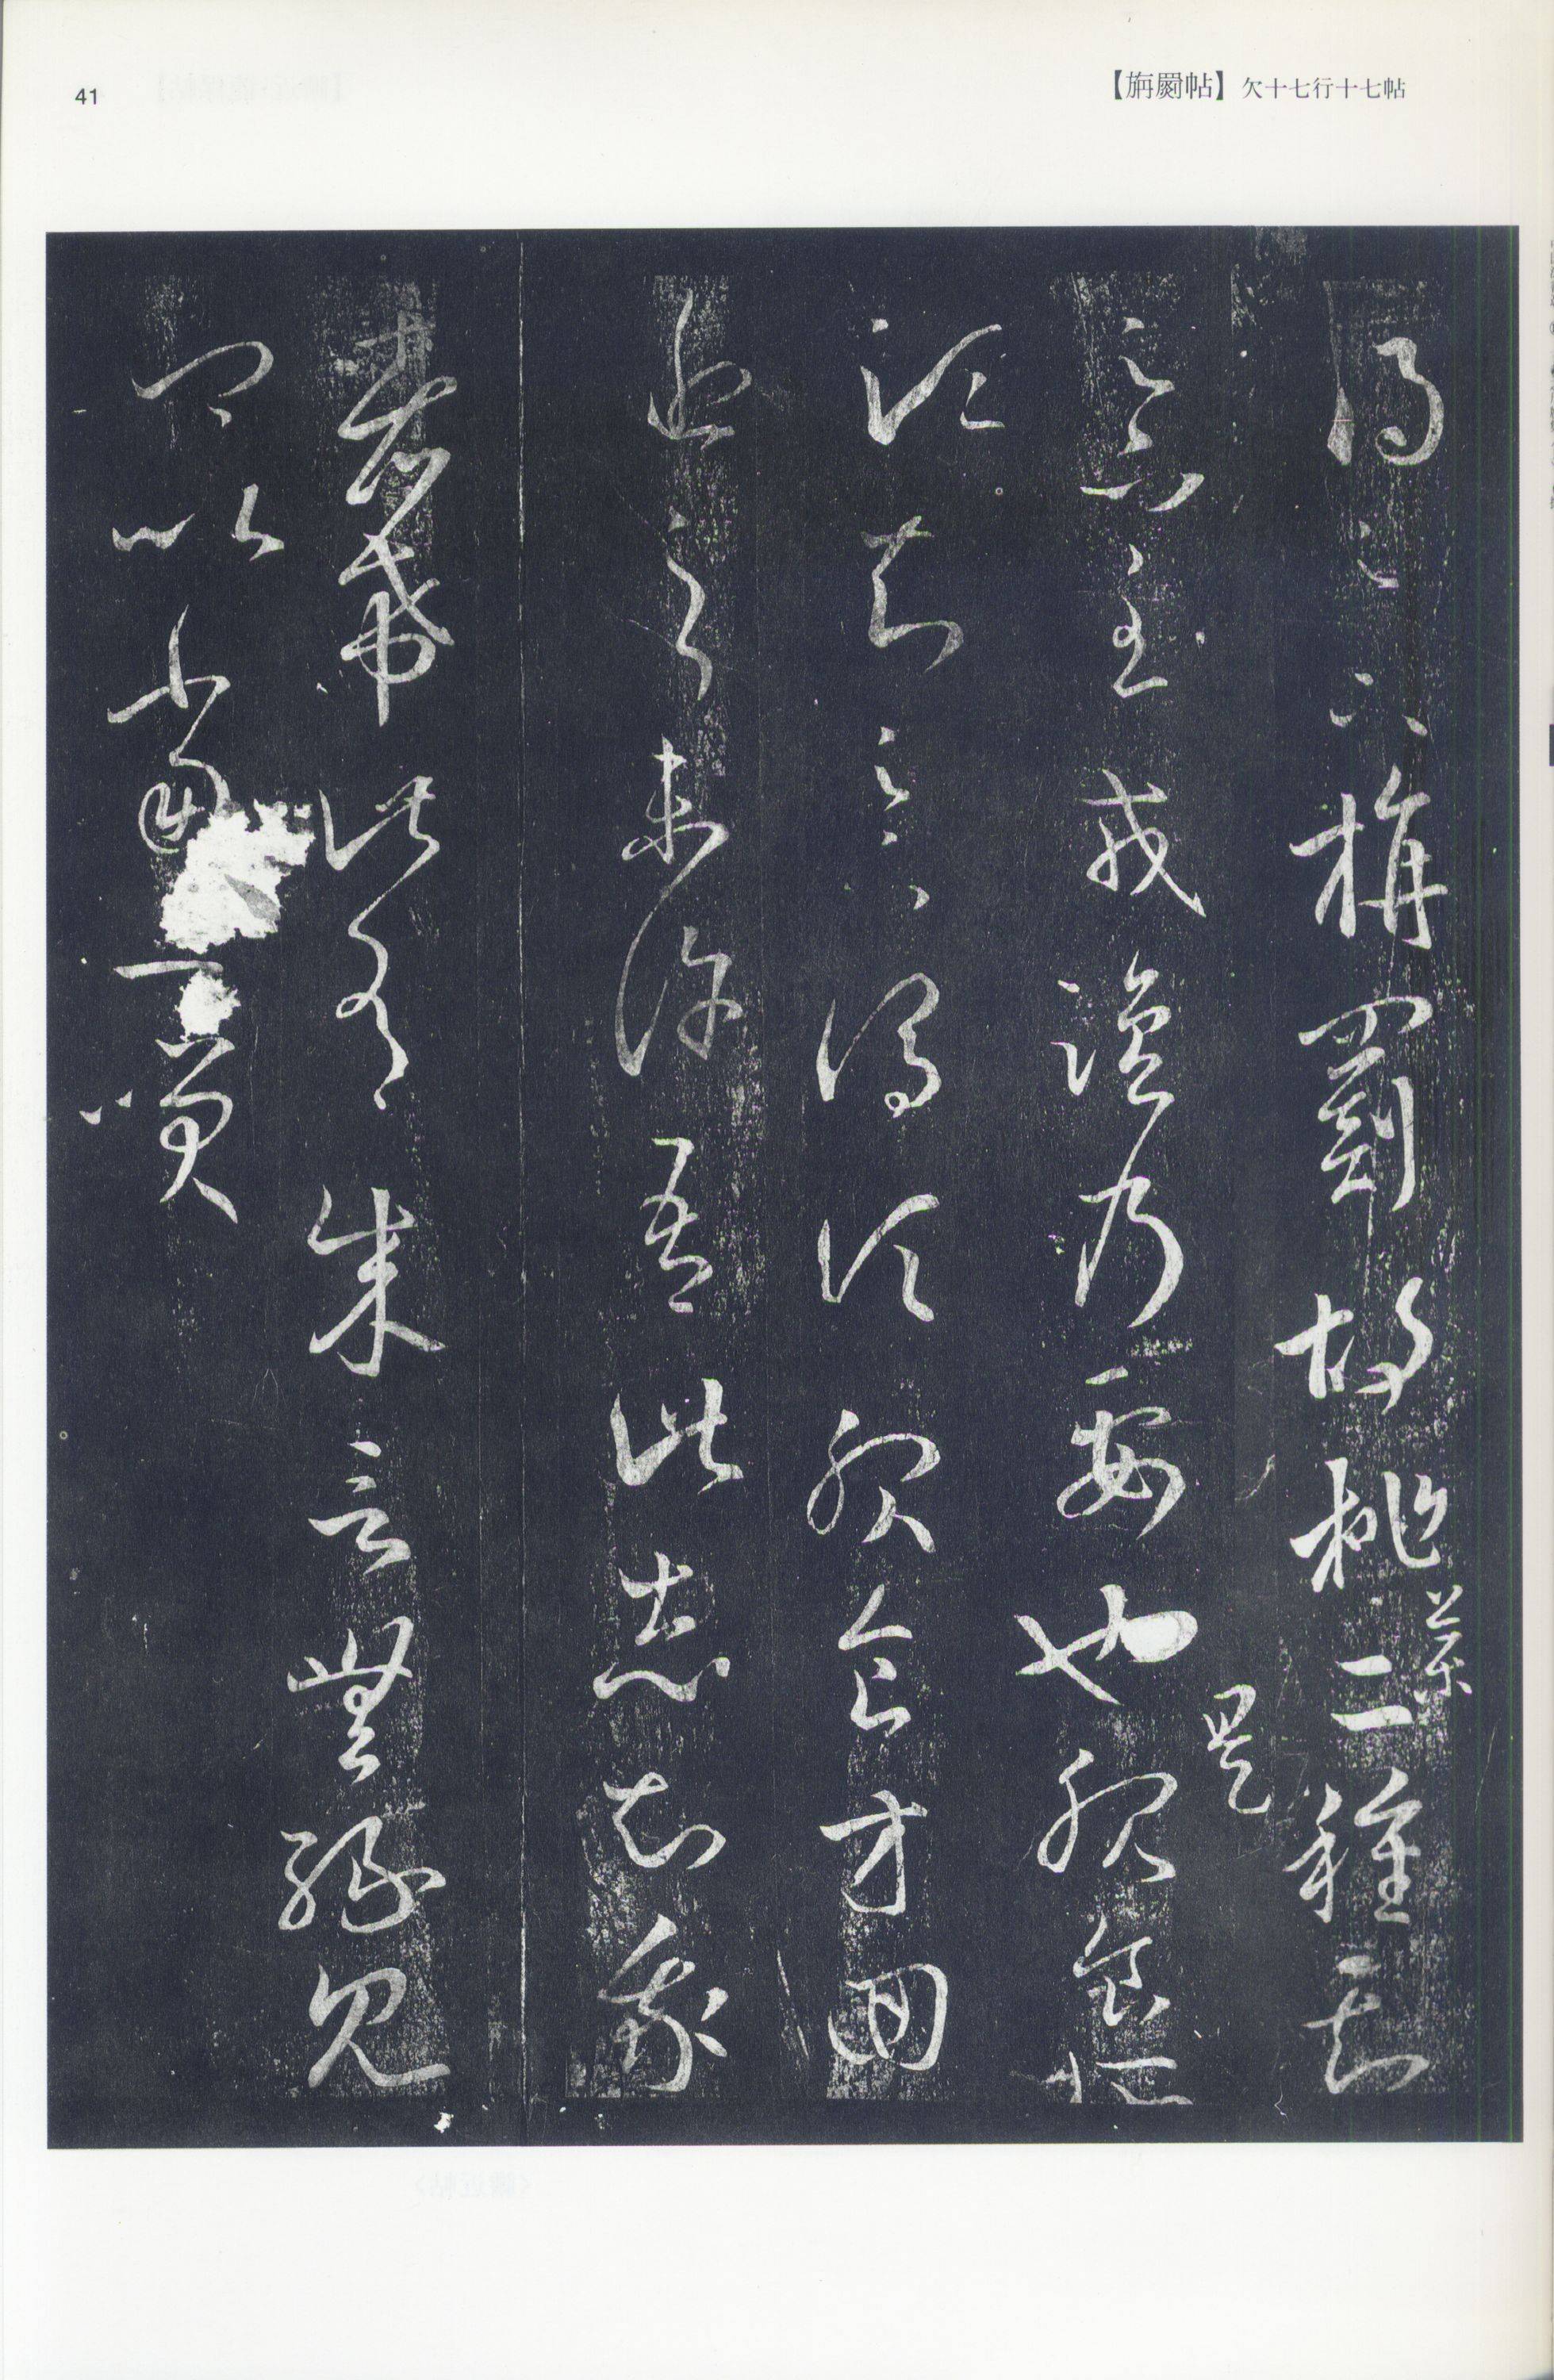 【旃罽帖】 欠十七行十七帖
41
得足下旃罽胡桃藥二種知
足下至戎鹽乃要也是服食所
須知足下謂須服食方回
近之未許吾此志知我
者希此有成言無緣見
卿以當一笑